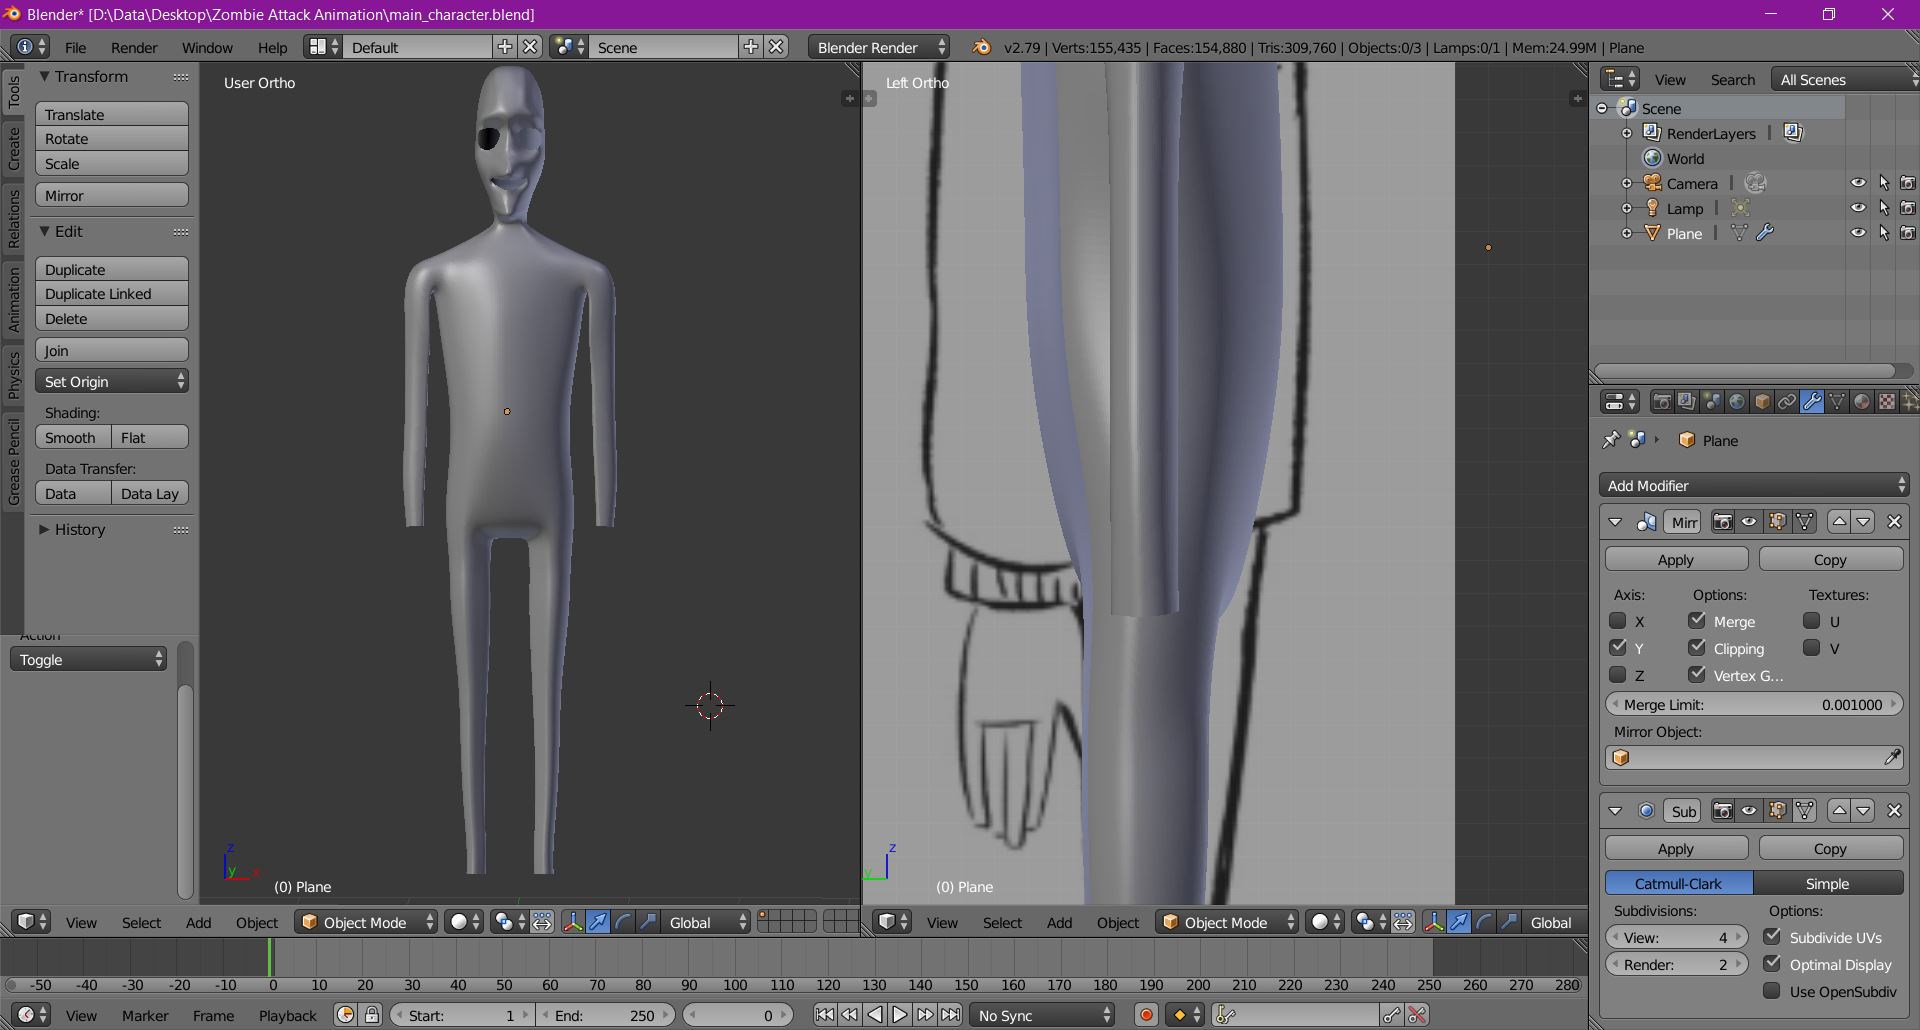 Blender* [D:\Data\Desktop\Zombie Attack Animation\main_character.blend]
File Render Window Help Default Scene Blender Render v2.79 | Verts:155,435 | Faces:154,880 | Tris:309,760 | Objects:0/3 | Lamps:0/1 | Mem:24.99M | Plane
Tools
Create
Relations
Animation
Physics
Grease Pencil
Transform
Translate
Rotate
Scale
Mirror
Edit
Duplicate
Duplicate Linked
Delete
Join
Set Origin
Shading:
Smooth Flat
Data Transfer:
Data Data Lay
History
Action
Toggle
User Ortho
z
y x
(0) Plane
View Select Add Object Object Mode Global
Left Ortho
z
y
(0) Plane
View Select Add Object Object Mode Global
-50 -40 -30 -20 -10 0 10 20 30 40 50 60 70 80 90 100 110 120 130 140 150 160 170 180 190 200 210 220 230 240 250 260 270 280
View Marker Frame Playback Start: 1 End: 250 0 No Sync
View Search All Scenes
Scene
RenderLayers |
World
Camera |
Lamp |
Plane |
Plane
Add Modifier
Mirr
Apply Copy
Axis: Options: Textures:
X Merge U
Y Clipping V
Z Vertex G...
Merge Limit: 0.001000
Mirror Object:
Sub
Apply Copy
Catmull-Clark Simple
Subdivisions: Options:
View: 4 Subdivide UVs
Render: 2 Optimal Display
Use OpenSubdiv